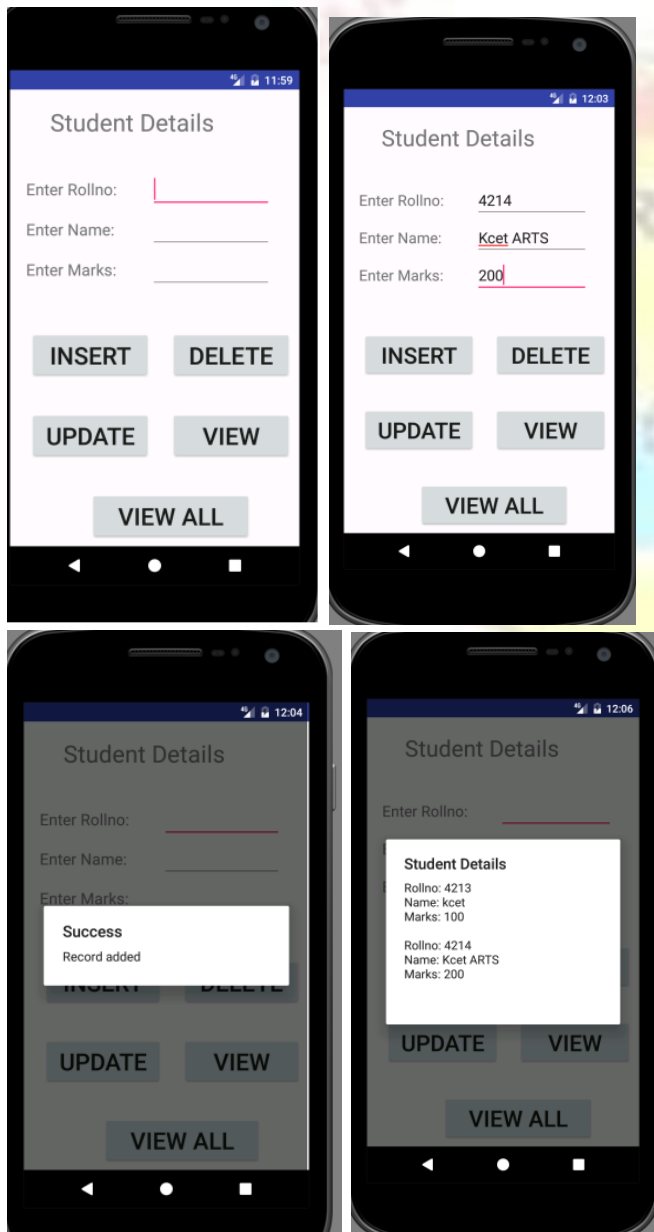 11:59
Student Details
Enter Rollno:
Enter Name:
Enter Marks:
INSERT DELETE
UPDATE VIEW
VIEW ALL
12:03
Student Details
Enter Rollno: 4214
Enter Name: Kcet ARTS
Enter Marks: 200
INSERT DELETE
UPDATE VIEW
VIEW ALL
12:04
Student Details
Enter Rollno:
Enter Name:
Enter Marks:
Success
Record added
INSERT DELETE
UPDATE VIEW
VIEW ALL
12:06
Student Details
Enter Rollno:
Student Details
Rollno: 4213
Name: kcet
Marks: 100
Rollno: 4214
Name: Kcet ARTS
Marks: 200
UPDATE VIEW
VIEW ALL